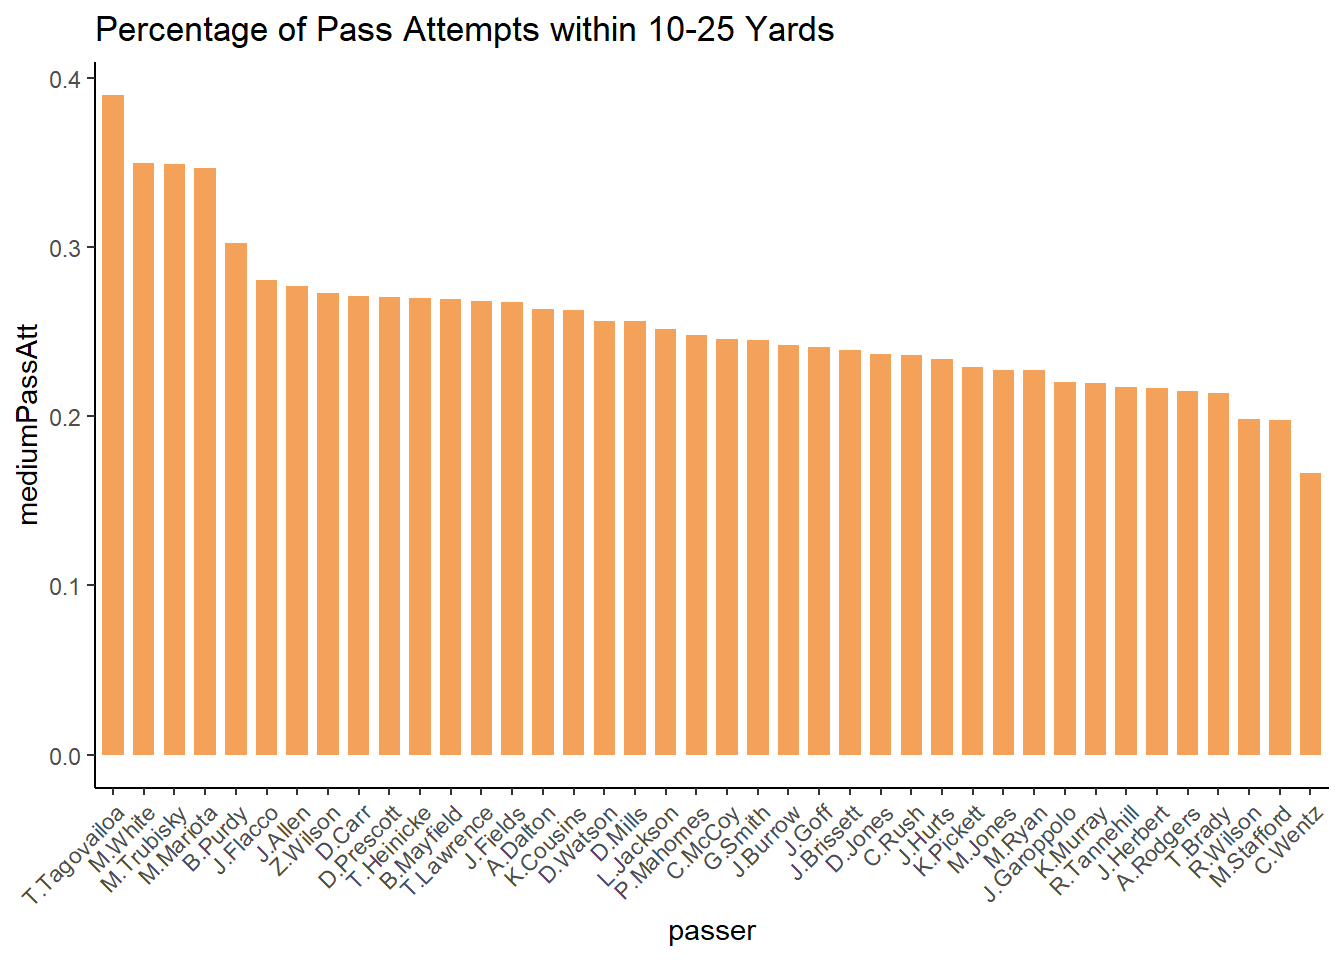 Percentage of Pass Attempts within 10-25 Yards
mediumPassAtt
0.4
0.3
0.2
0.1
0.0
T.Tagovailoa
M.White
M.Trubisky
M.Mariota
B.Purdy
J.Flacco
J.Allen
Z.Wilson
D.Carr
D.Prescott
T.Heinicke
B.Mayfield
T.Lawrence
J.Fields
A.Dalton
K.Cousins
D.Watson
D.Mills
L.Jackson
P.Mahomes
C.McCoy
G.Smith
J.Burrow
J.Goff
J.Brissett
D.Jones
C.Rush
J.Hurts
K.Pickett
M.Jones
M.Ryan
J.Garoppolo
K.Murray
R.Tannehill
J.Herbert
A.Rodgers
T.Brady
R.Wilson
M.Stafford
C.Wentz
passer